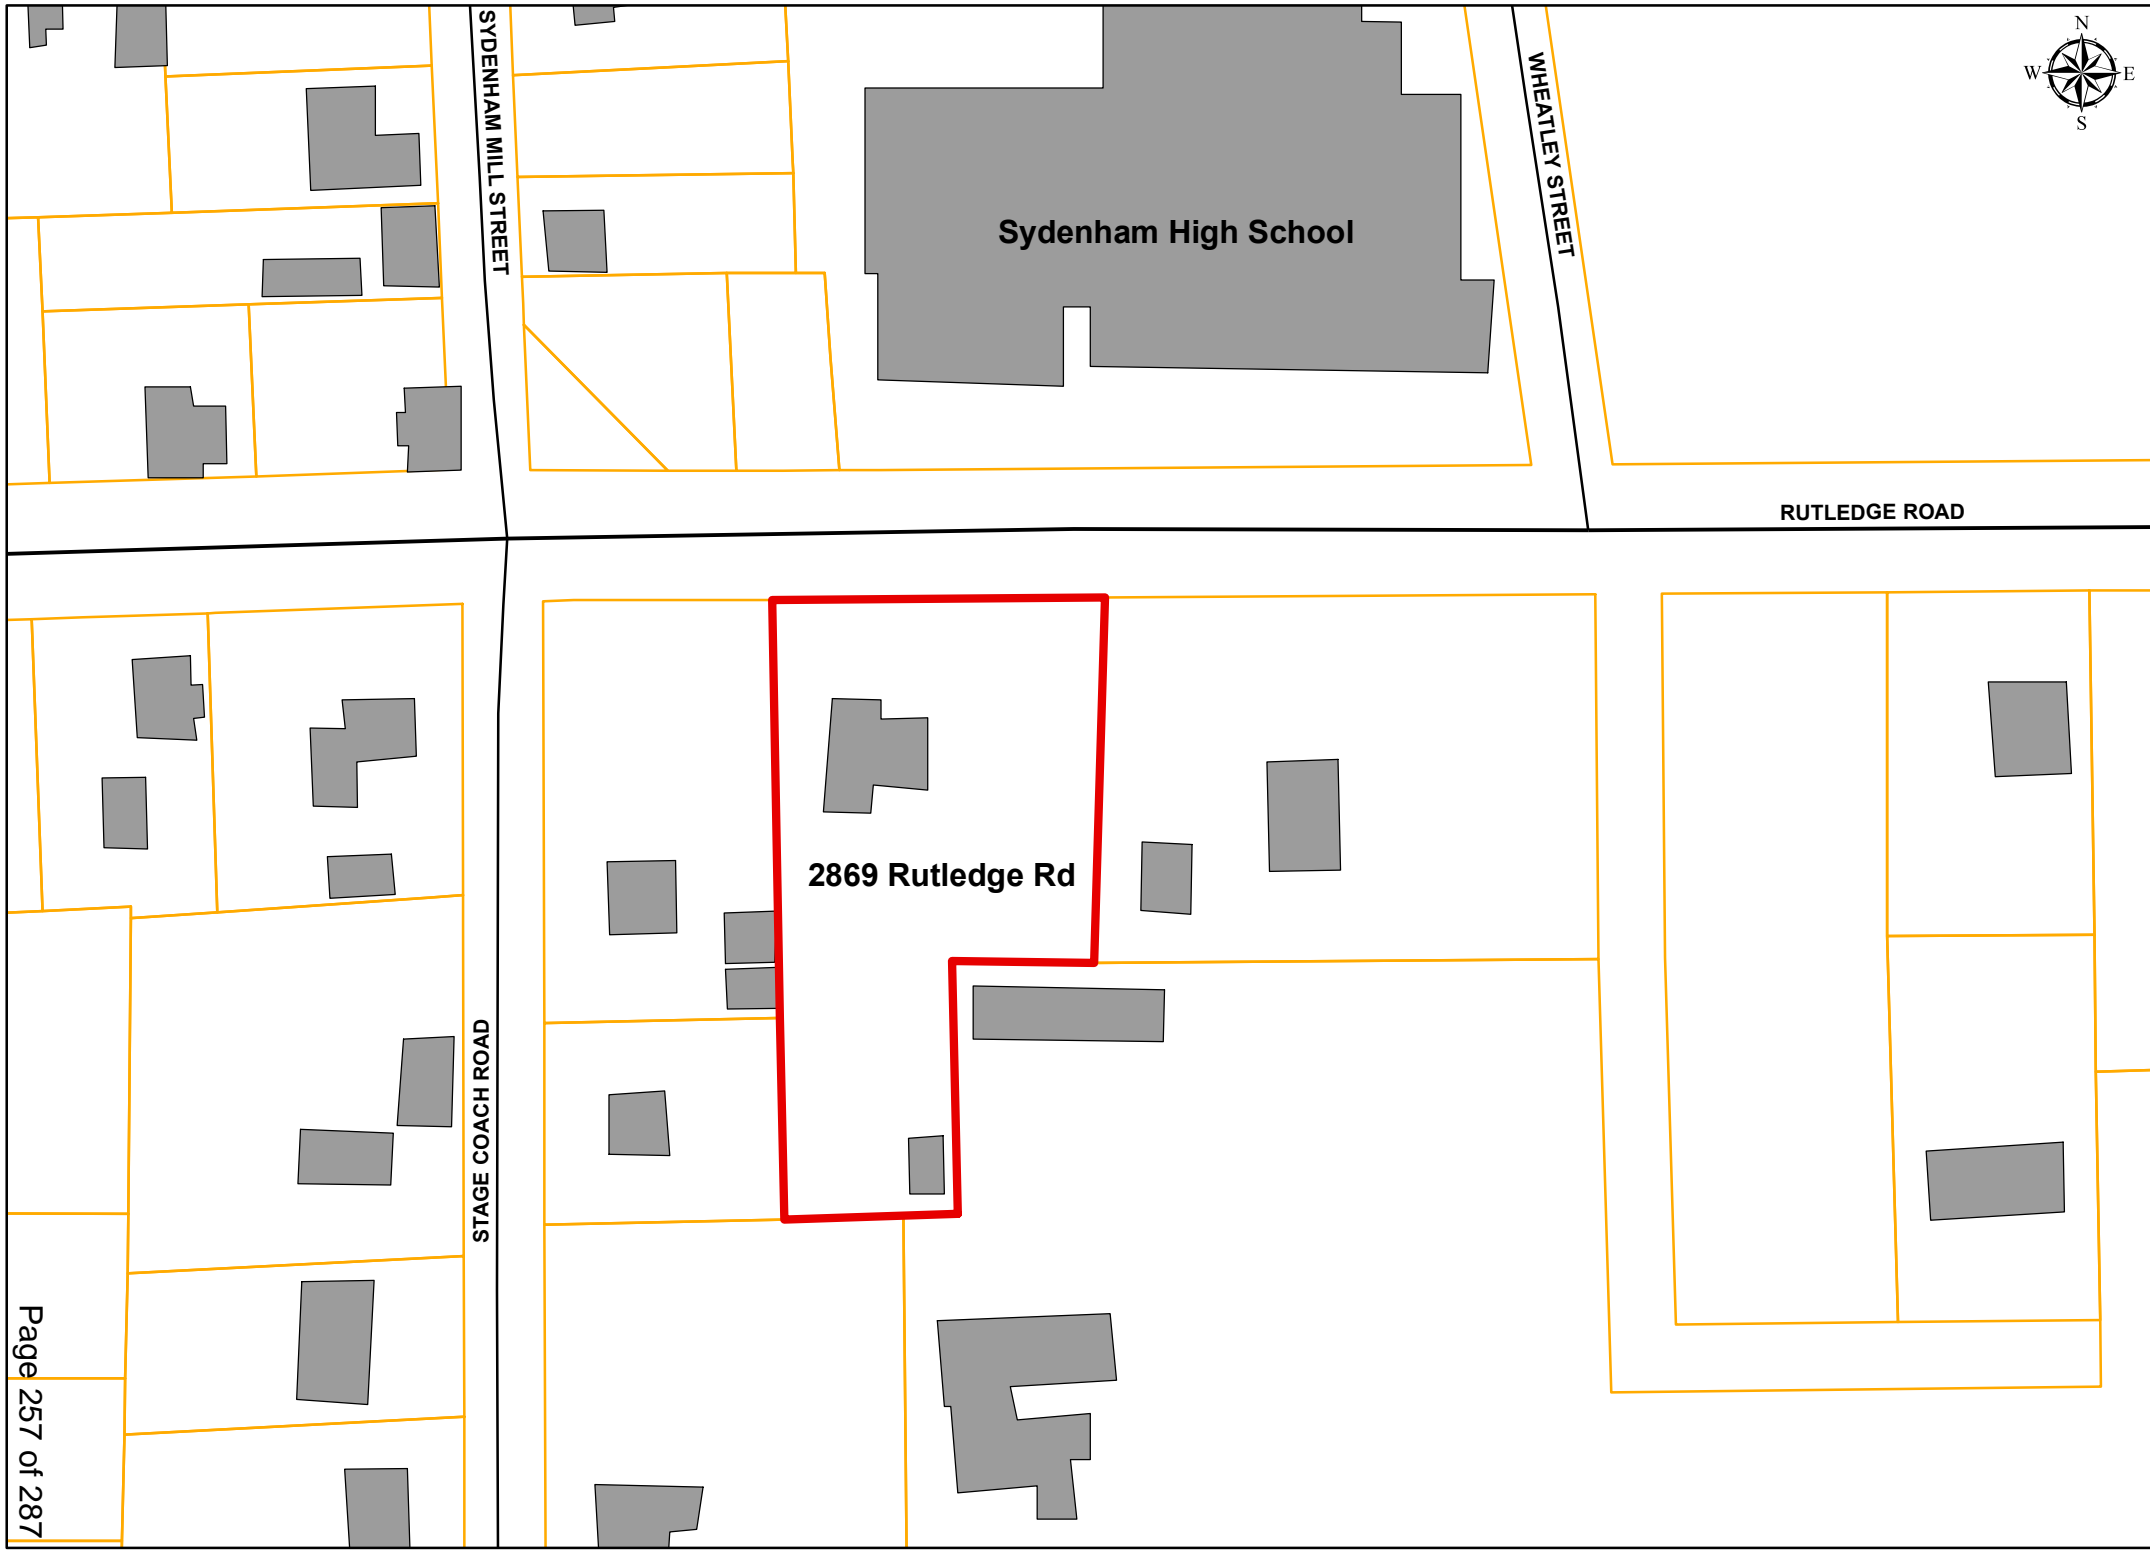 SYDENHAM MILL STREET
WHEATLEY STREET
N
W E
S
Sydenham High School
RUTLEDGE ROAD
2869 Rutledge Rd
STAGE COACH ROAD
Page 257 of 287